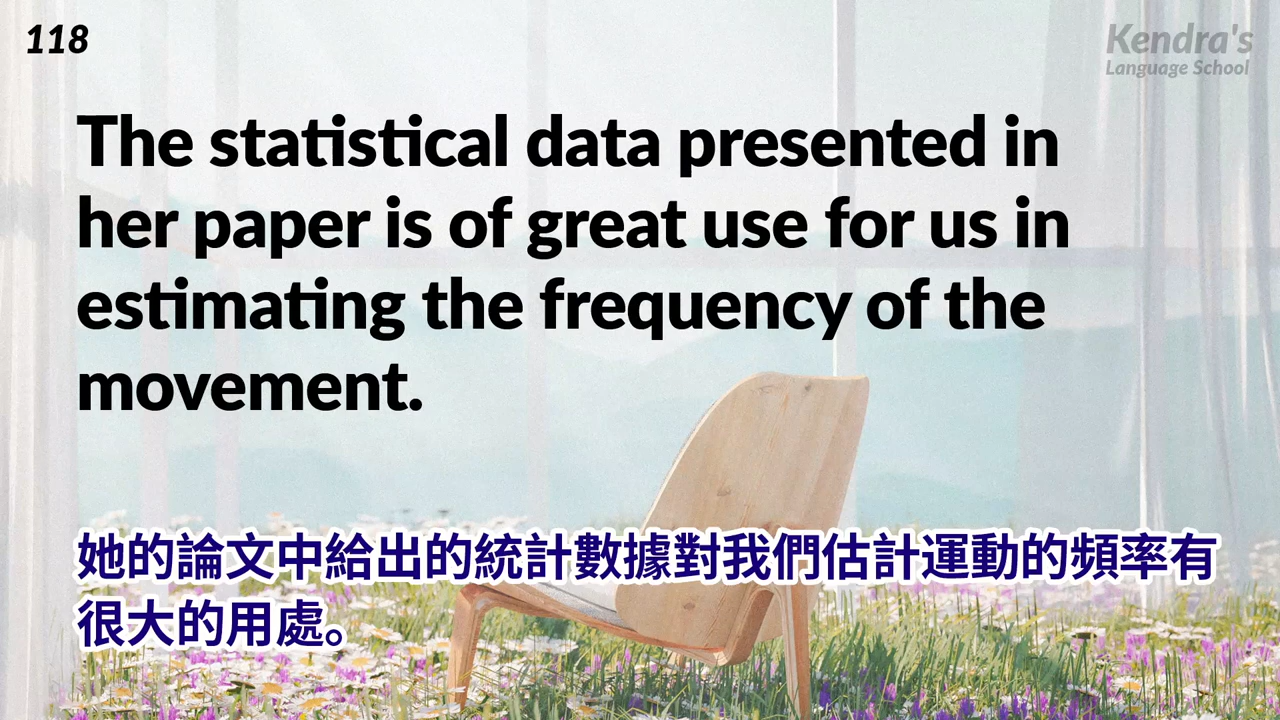 118
Kendra's
Language School
The statistical data presented in
her paper is of great use for us in
estimating the frequency of the
movement.
她的論文中給出的統計數據對我們估計運動的頻率有
很大的用處。